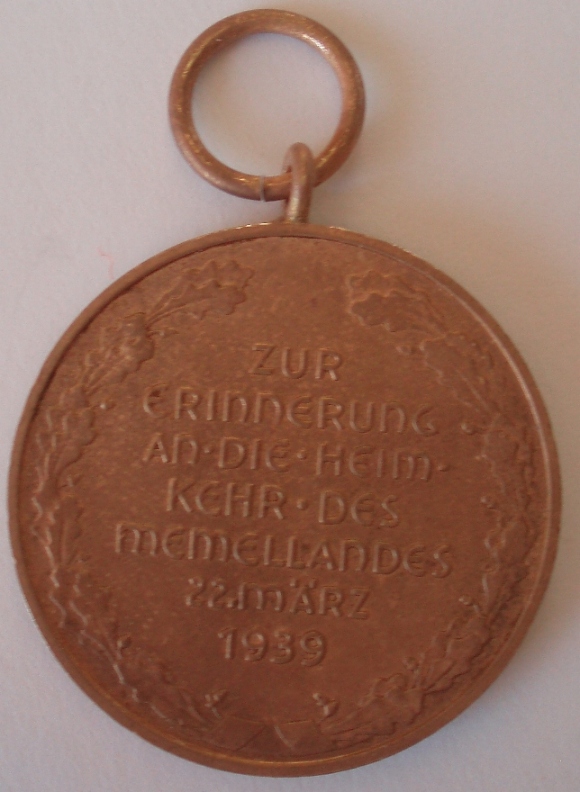 ZUR
ERINNERUNG
AN·DIE·HEIM-
KEHR·DES
MEMELLANDES
22.MÄRZ
1939